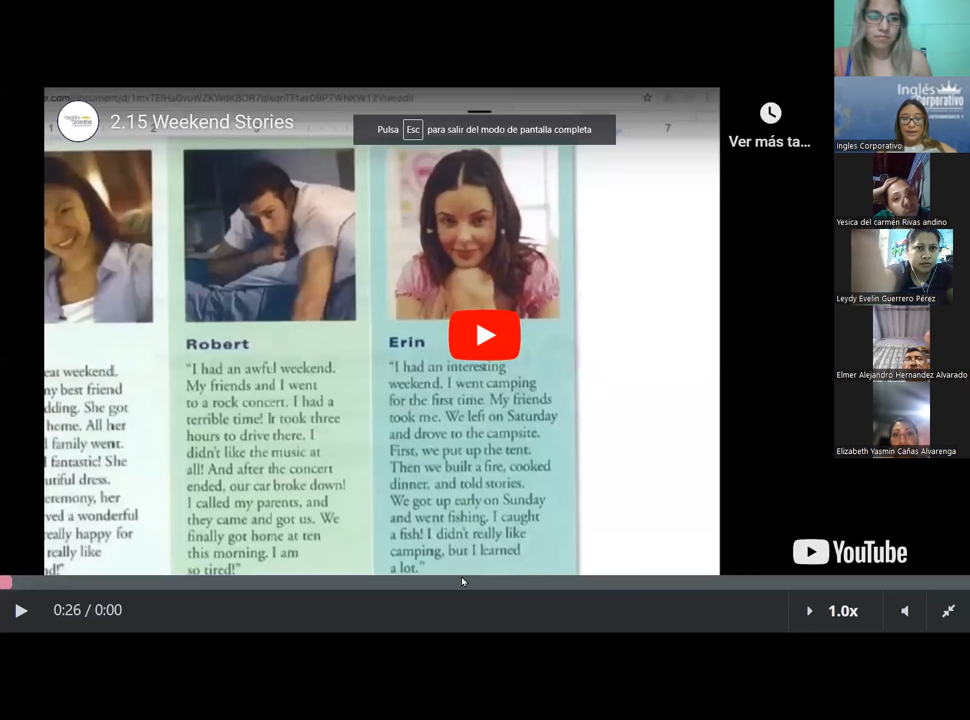 2.15 Weekend Stories
Pulsa Esc para salir del modo de pantalla completa
7
Ver más ta...
eat weekend.
my best friend
dding. She got
home. All her
family went.
fantastic! She
utiful dress.
eremony, her
ved a wonderful
eally happy for
really like
Robert
"I had an awful weekend.
My friends and I went
to a rock concert. I had a
terrible time! It took three
hours to drive there. I
didn't like the music at
all! And after the concert
ended, our car broke down!
I called my parents, and
they came and got us. We
finally got home at ten
this morning. I am
so tired!"
Erin
"I had an interesting
weekend. I went camping
for the first time. My friends
took me. We left on Saturday
and drove to the campsite.
First, we put up the tent.
Then we built a fire, cooked
dinner, and told stories.
We got up early on Sunday
and went fishing. I caught
a fish! I didn't really like
camping, but I learned
a lot."
YouTube
0:26 / 0:00
1.0x
Inglés
Corporativo
Ingles Corporativo
Yesica del carmen Rivas andino
Leydy Evelin Guerrero Pérez
Elmer Alejandro Hernandez Alvarado
Elizabeth Yasmin Cañas Alvarenga